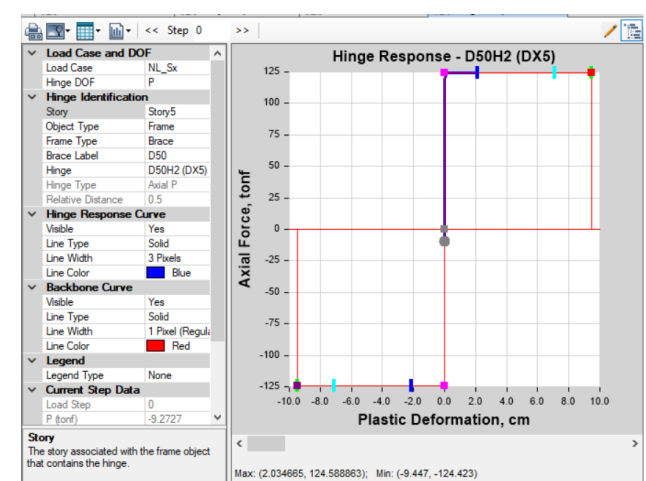 << Step 0 >>
Load Case and DOF
Load Case NL_Sx
Hinge DOF P
Hinge Identification
Story Story5
Object Type Frame
Frame Type Brace
Brace Label D50
Hinge D50H2 (DX5)
Hinge Type Axial P
Relative Distance 0.5
Hinge Response Curve
Visible Yes
Line Type Solid
Line Width 3 Pixels
Line Color Blue
Backbone Curve
Visible Yes
Line Type Solid
Line Width 1 Pixel (Regula
Line Color Red
Legend
Legend Type None
Current Step Data
Load Step 0
P (tonf) -9.2727
Story
The story associated with the frame object
that contains the hinge.
Hinge Response - D50H2 (DX5)
Axial Force, tonf
125
100
75
50
25
0
-25
-50
-75
-100
-125
-10.0 -8.0 -6.0 -4.0 -2.0 0.0 2.0 4.0 6.0 8.0 10.0
Plastic Deformation, cm
< >
Max: (2.034665, 124.588863); Min: (-9.447, -124.423)